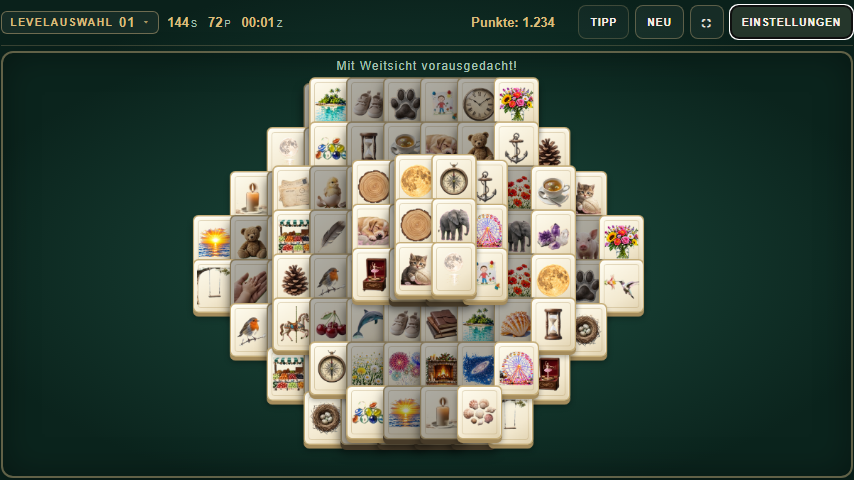 LEVELAUSWAHL 01 144S 72P 00:01Z Punkte: 1.234 TIPP NEU EINSTELLUNGEN
Mit Weitsicht vorausgedacht!